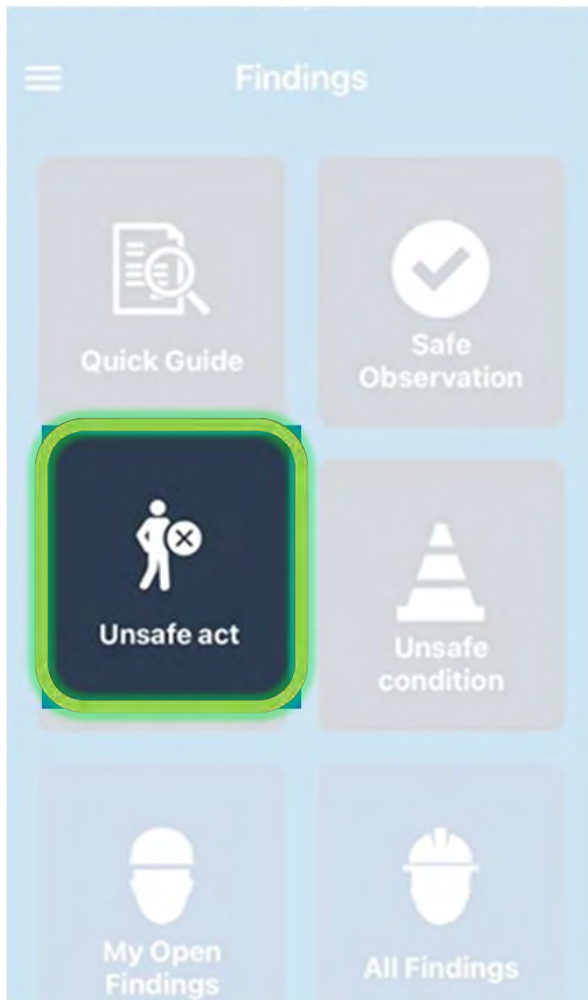 Findings
Quick Guide
Safe
Observation
Unsafe act
Unsafe
condition
My Open
Findings
All Findings